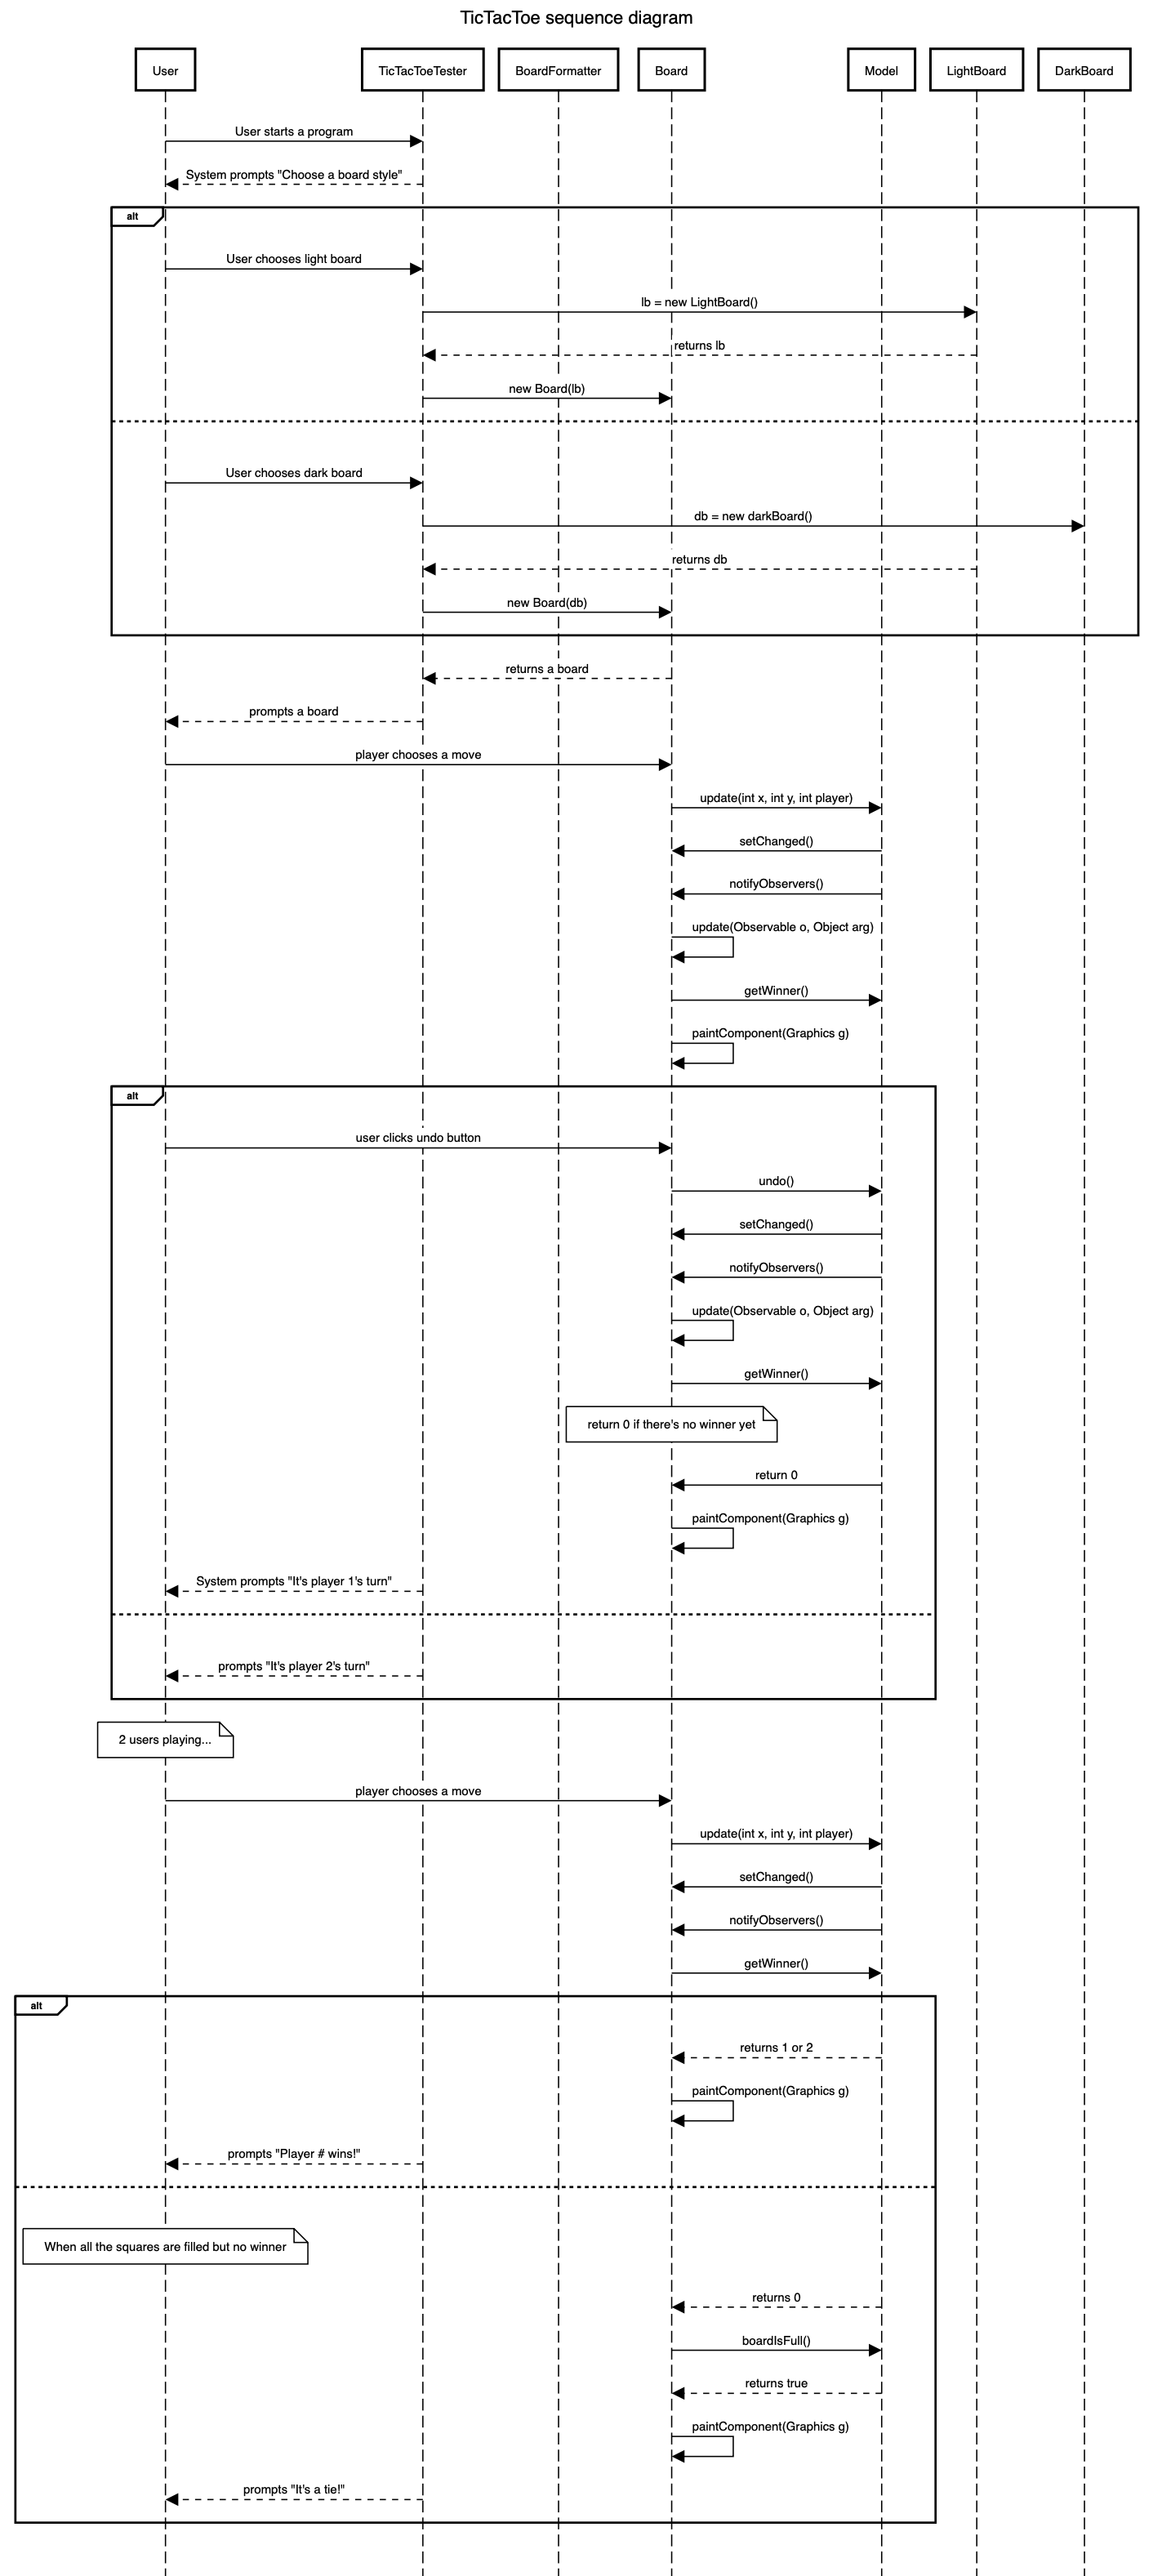 TicTacToe sequence diagram
User
TicTacToeTester
BoardFormatter
Board
Model
LightBoard
DarkBoard
User starts a program
System prompts "Choose a board style"
alt
User chooses light board
lb = new LightBoard()
returns lb
new Board(lb)
User chooses dark board
db = new darkBoard()
returns db
new Board(db)
returns a board
prompts a board
player chooses a move
update(int x, int y, int player)
setChanged()
notifyObservers()
update(Observable o, Object arg)
getWinner()
paintComponent(Graphics g)
alt
user clicks undo button
undo()
setChanged()
notifyObservers()
update(Observable o, Object arg)
getWinner()
return 0 if there's no winner yet
return 0
paintComponent(Graphics g)
System prompts "It's player 1's turn"
prompts "It's player 2's turn"
2 users playing...
player chooses a move
update(int x, int y, int player)
setChanged()
notifyObservers()
getWinner()
alt
returns 1 or 2
paintComponent(Graphics g)
prompts "Player # wins!"
When all the squares are filled but no winner
returns 0
boardIsFull()
returns true
paintComponent(Graphics g)
prompts "It's a tie!"